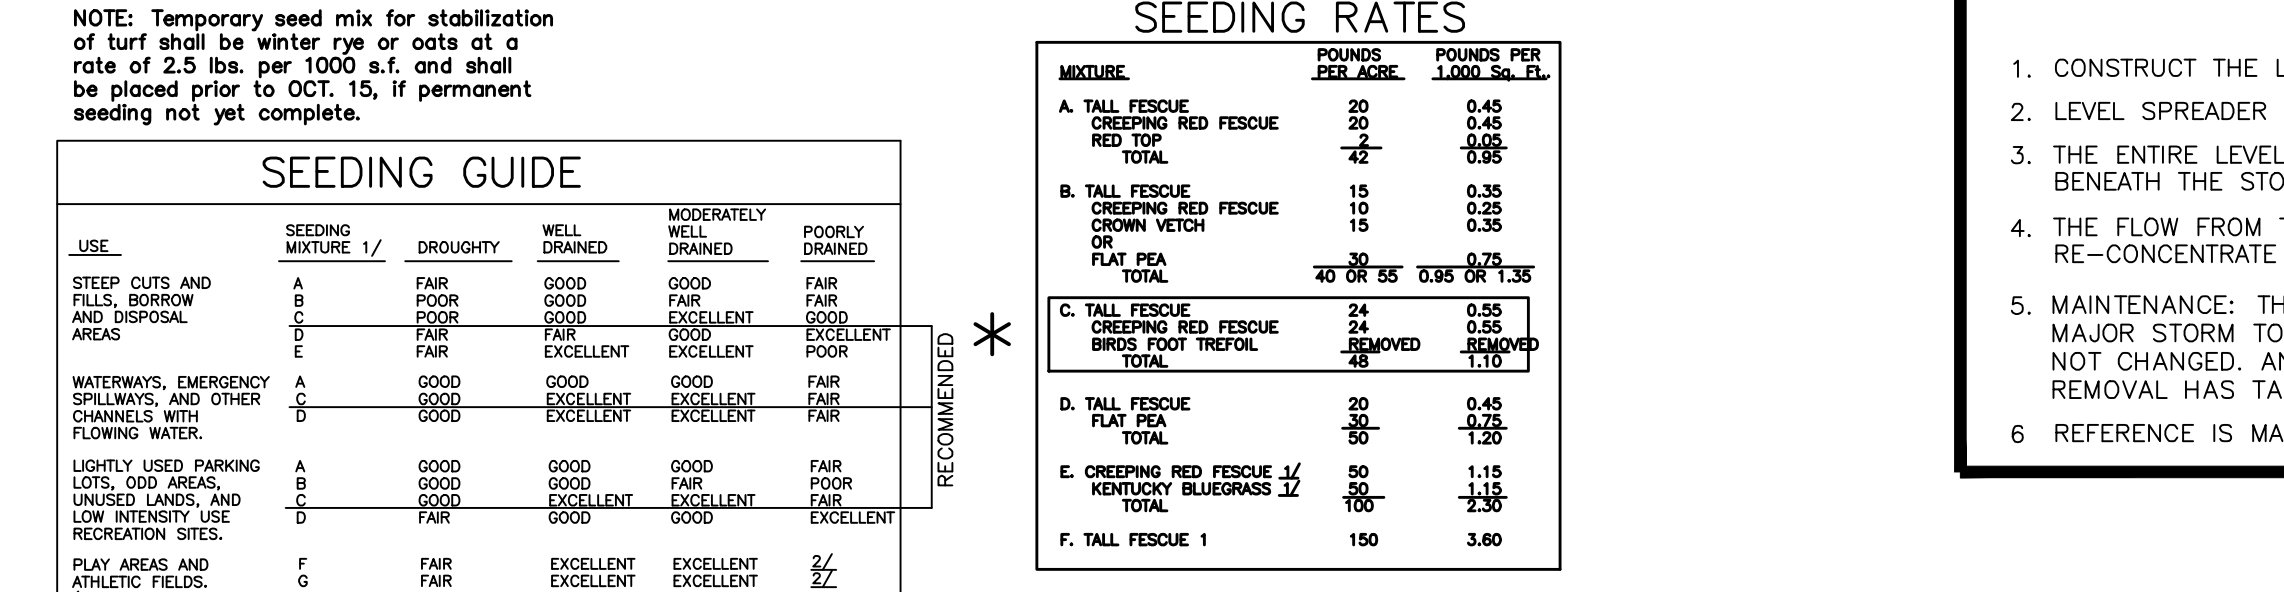 NOTE: Temporary seed mix for stabilization
of turf shall be winter rye or oats at a
rate of 2.5 lbs. per 1000 s.f. and shall
be placed prior to OCT. 15, if permanent
seeding not yet complete.
SEEDING GUIDE
USE SEEDING MIXTURE 1/ DROUGHTY WELL DRAINED MODERATELY WELL DRAINED POORLY DRAINED
STEEP CUTS AND A FAIR GOOD GOOD FAIR
FILLS, BORROW B POOR GOOD FAIR FAIR
AND DISPOSAL C POOR GOOD EXCELLENT GOOD
AREAS D FAIR FAIR GOOD EXCELLENT
E FAIR EXCELLENT EXCELLENT POOR
WATERWAYS, EMERGENCY A GOOD GOOD GOOD FAIR
SPILLWAYS, AND OTHER C GOOD EXCELLENT EXCELLENT FAIR
CHANNELS WITH D GOOD EXCELLENT EXCELLENT FAIR
FLOWING WATER.
LIGHTLY USED PARKING A GOOD GOOD GOOD FAIR
LOTS, ODD AREAS, B GOOD GOOD FAIR POOR
UNUSED LANDS, AND C GOOD EXCELLENT EXCELLENT FAIR
LOW INTENSITY USE D FAIR GOOD GOOD EXCELLENT
RECREATION SITES.
PLAY AREAS AND F FAIR EXCELLENT EXCELLENT 2/
ATHLETIC FIELDS. G FAIR EXCELLENT EXCELLENT 2/
RECOMMENDED
*
SEEDING RATES
MIXTURE POUNDS PER ACRE POUNDS PER 1,000 Sq. Ft.
A. TALL FESCUE 20 0.45
CREEPING RED FESCUE 20 0.45
RED TOP 2 0.05
TOTAL 42 0.95
B. TALL FESCUE 15 0.35
CREEPING RED FESCUE 10 0.25
CROWN VETCH 15 0.35
OR
FLAT PEA 30 0.75
TOTAL 40 OR 55 0.95 OR 1.35
C. TALL FESCUE 24 0.55
CREEPING RED FESCUE 24 0.55
BIRDS FOOT TREFOIL REMOVED REMOVED
TOTAL 48 1.10
D. TALL FESCUE 20 0.45
FLAT PEA 30 0.75
TOTAL 50 1.20
E. CREEPING RED FESCUE 1/ 50 1.15
KENTUCKY BLUEGRASS 1/ 50 1.15
TOTAL 100 2.30
F. TALL FESCUE 1 150 3.60
1. CONSTRUCT THE L
2. LEVEL SPREADER
3. THE ENTIRE LEVEL
BENEATH THE STO
4. THE FLOW FROM T
RE-CONCENTRATE
5. MAINTENANCE: TH
MAJOR STORM TO
NOT CHANGED. AN
REMOVAL HAS TA
6 REFERENCE IS MA